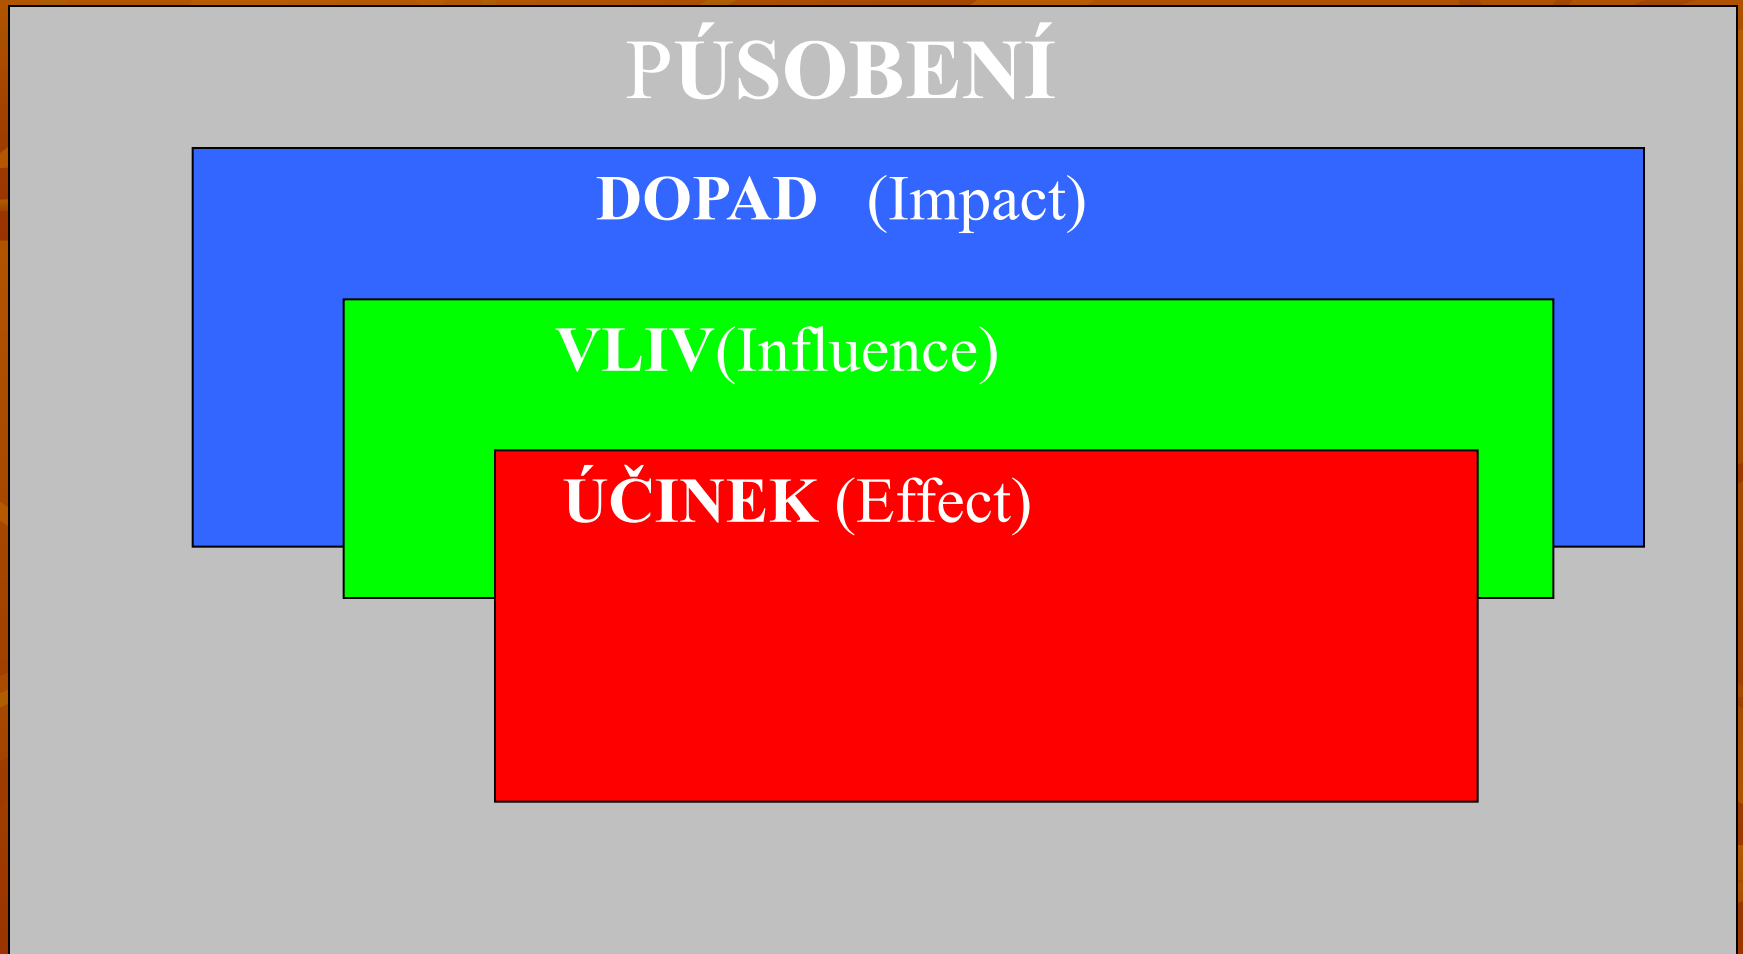 PÚSOBENÍ
DOPAD (Impact)
VLIV(Influence)
ÚČINEK (Effect)